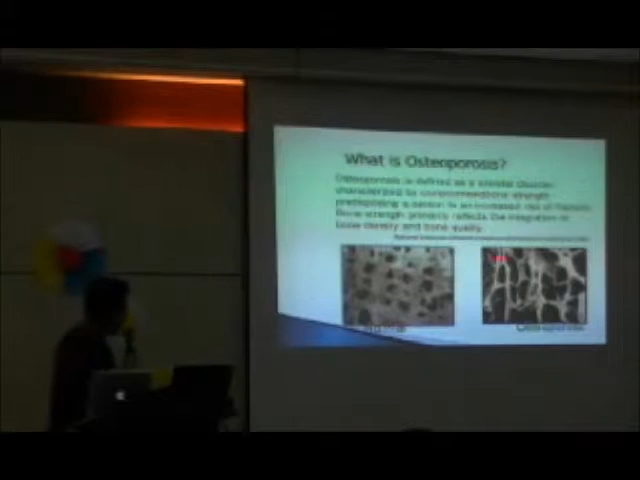 What is Osteoporosis?
Osteoporosis is defined as a skeletal disorder
characterized by compromised bone strength
predisposing a person to an increased risk of fracture.
Bone strength primarily reflects the integration of
bone density and bone quality.
Normal
Osteoporosis